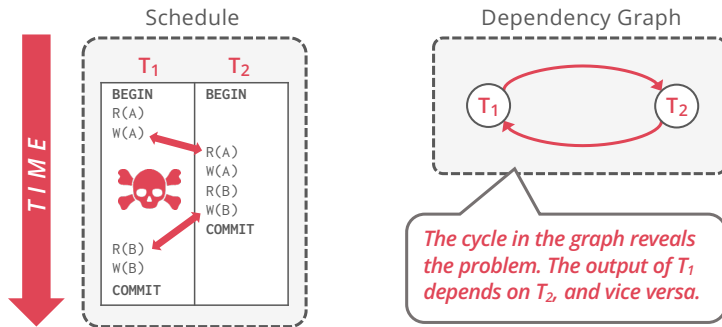 Schedule
Dependency Graph
TIME
T₁ T₂
BEGIN BEGIN
R(A)
W(A)
R(A)
W(A)
R(B)
W(B)
COMMIT
R(B)
W(B)
COMMIT
T₁ T₂
The cycle in the graph reveals
the problem. The output of T₁
depends on T₂, and vice versa.